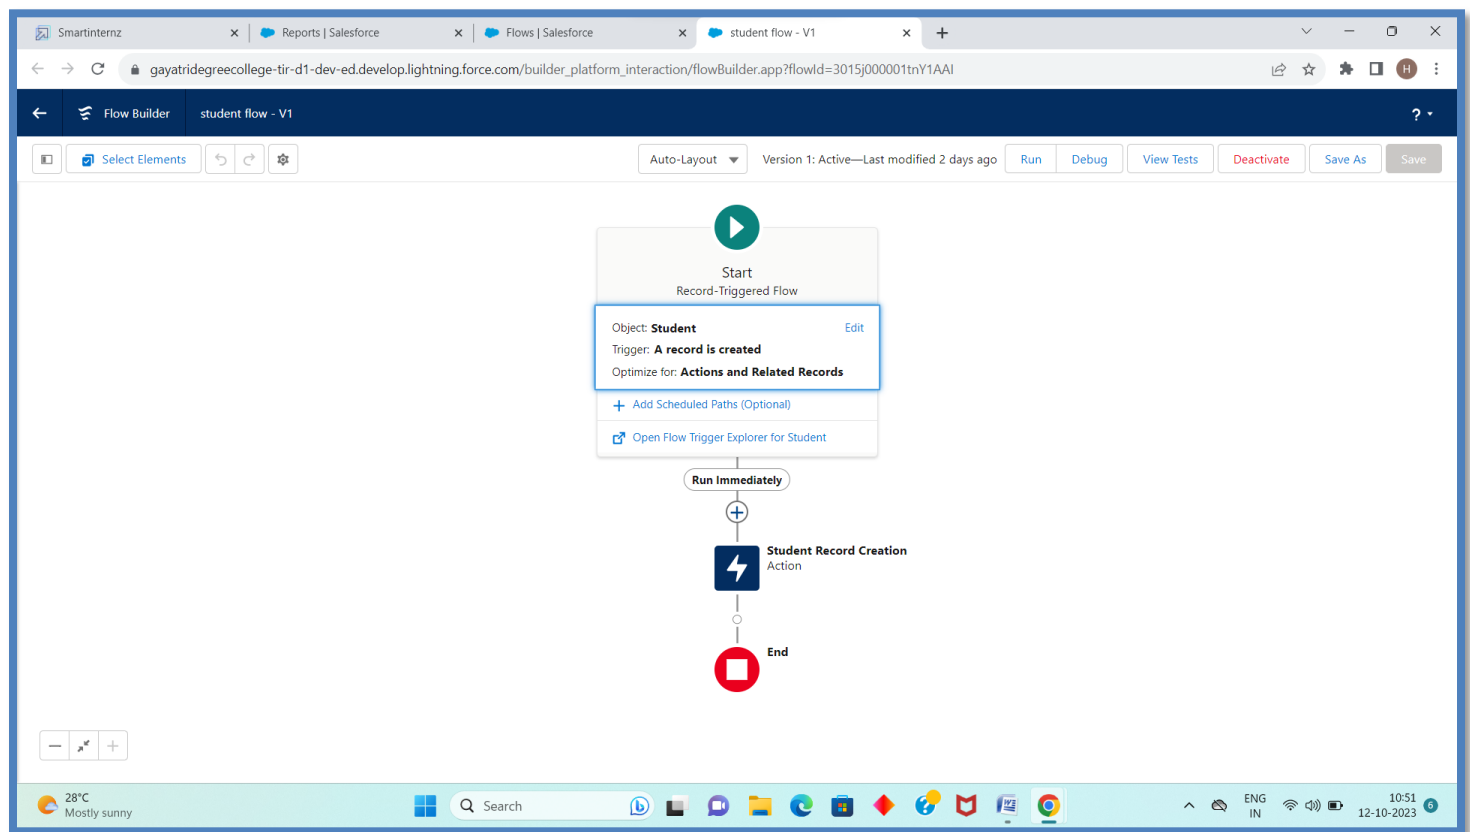 Smartinternz
Reports | Salesforce
Flows | Salesforce
student flow - V1
gayatridegreecollege-tir-d1-dev-ed.develop.lightning.force.com/builder_platform_interaction/flowBuilder.app?flowId=3015j000001tnY1AAI
H
Flow Builder
student flow - V1
?
Select Elements
Auto-Layout
Version 1: Active—Last modified 2 days ago
Run
Debug
View Tests
Deactivate
Save As
Save
Start
Record-Triggered Flow
Object: Student
Edit
Trigger: A record is created
Optimize for: Actions and Related Records
Add Scheduled Paths (Optional)
Open Flow Trigger Explorer for Student
Run Immediately
Student Record Creation
Action
End
28°C
Mostly sunny
Search
ENG
IN
10:51
12-10-2023
6